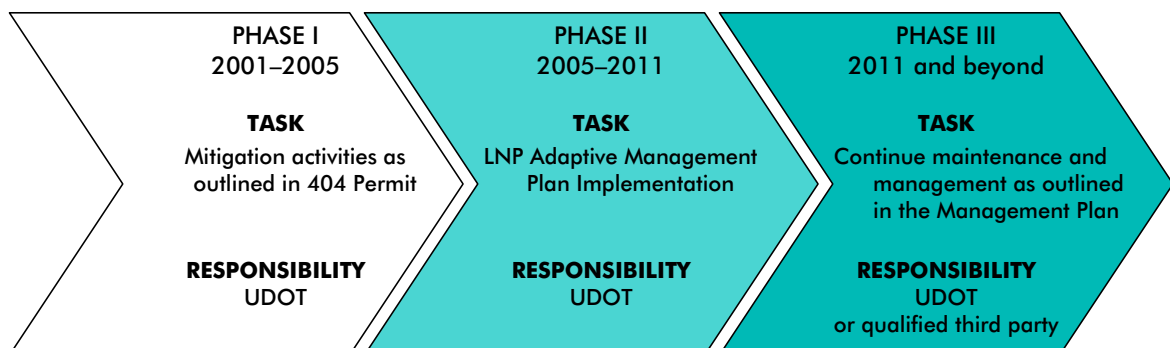 PHASE I
2001–2005
TASK
Mitigation activities as
outlined in 404 Permit
RESPONSIBILITY
UDOT
PHASE II
2005–2011
TASK
LNP Adaptive Management
Plan Implementation
RESPONSIBILITY
UDOT
PHASE III
2011 and beyond
TASK
Continue maintenance and
management as outlined
in the Management Plan
RESPONSIBILITY
UDOT
or qualified third party